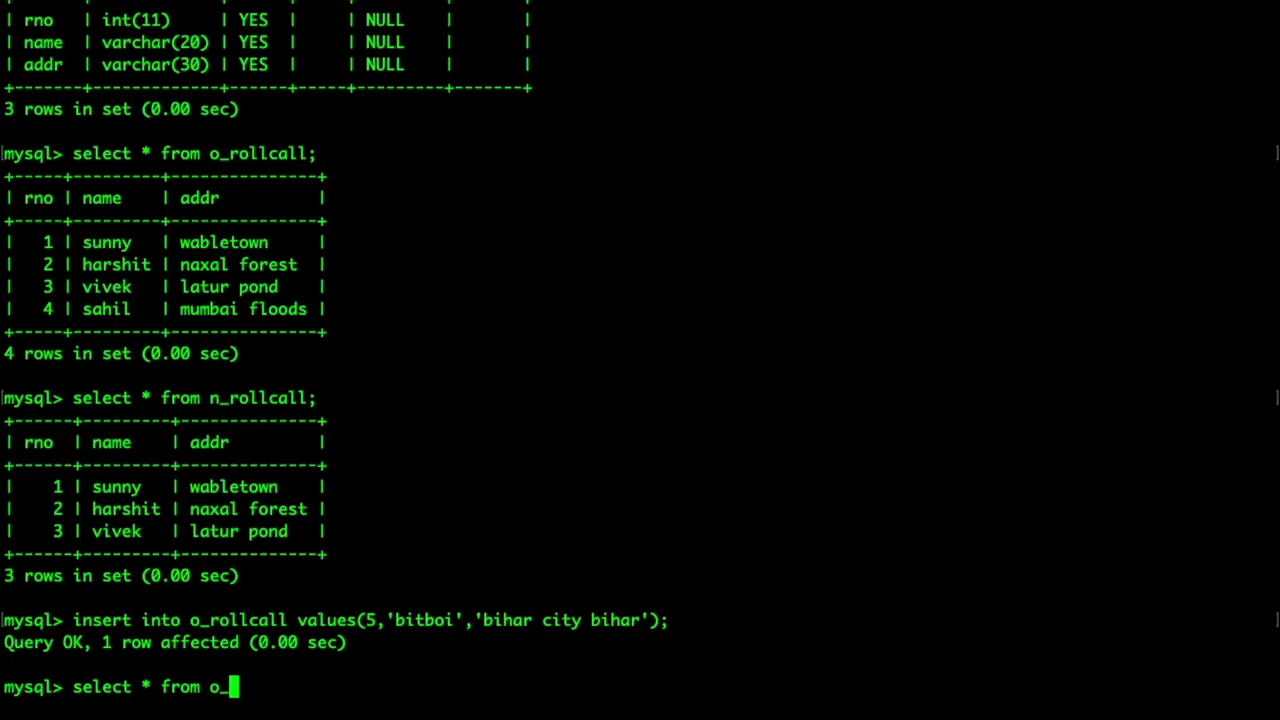 | rno   | int(11)     | YES  |     | NULL    |       |
| name  | varchar(20) | YES  |     | NULL    |       |
| addr  | varchar(30) | YES  |     | NULL    |       |
+-------+-------------+------+-----+---------+-------+
3 rows in set (0.00 sec)
[mysql> select * from o_rollcall; ]
+-----+---------+---------------+
| rno | name    | addr          |
+-----+---------+---------------+
|   1 | sunny   | wabletown     |
|   2 | harshit | naxal forest  |
|   3 | vivek   | latur pond    |
|   4 | sahil   | mumbai floods |
+-----+---------+---------------+
4 rows in set (0.00 sec)
[mysql> select * from n_rollcall; ]
+------+---------+--------------+
| rno  | name    | addr         |
+------+---------+--------------+
|    1 | sunny   | wabletown    |
|    2 | harshit | naxal forest |
|    3 | vivek   | latur pond   |
+------+---------+--------------+
3 rows in set (0.00 sec)
[mysql> insert into o_rollcall values(5,'bitboi','bihar city bihar'); ]
Query OK, 1 row affected (0.00 sec)
mysql> select * from o_